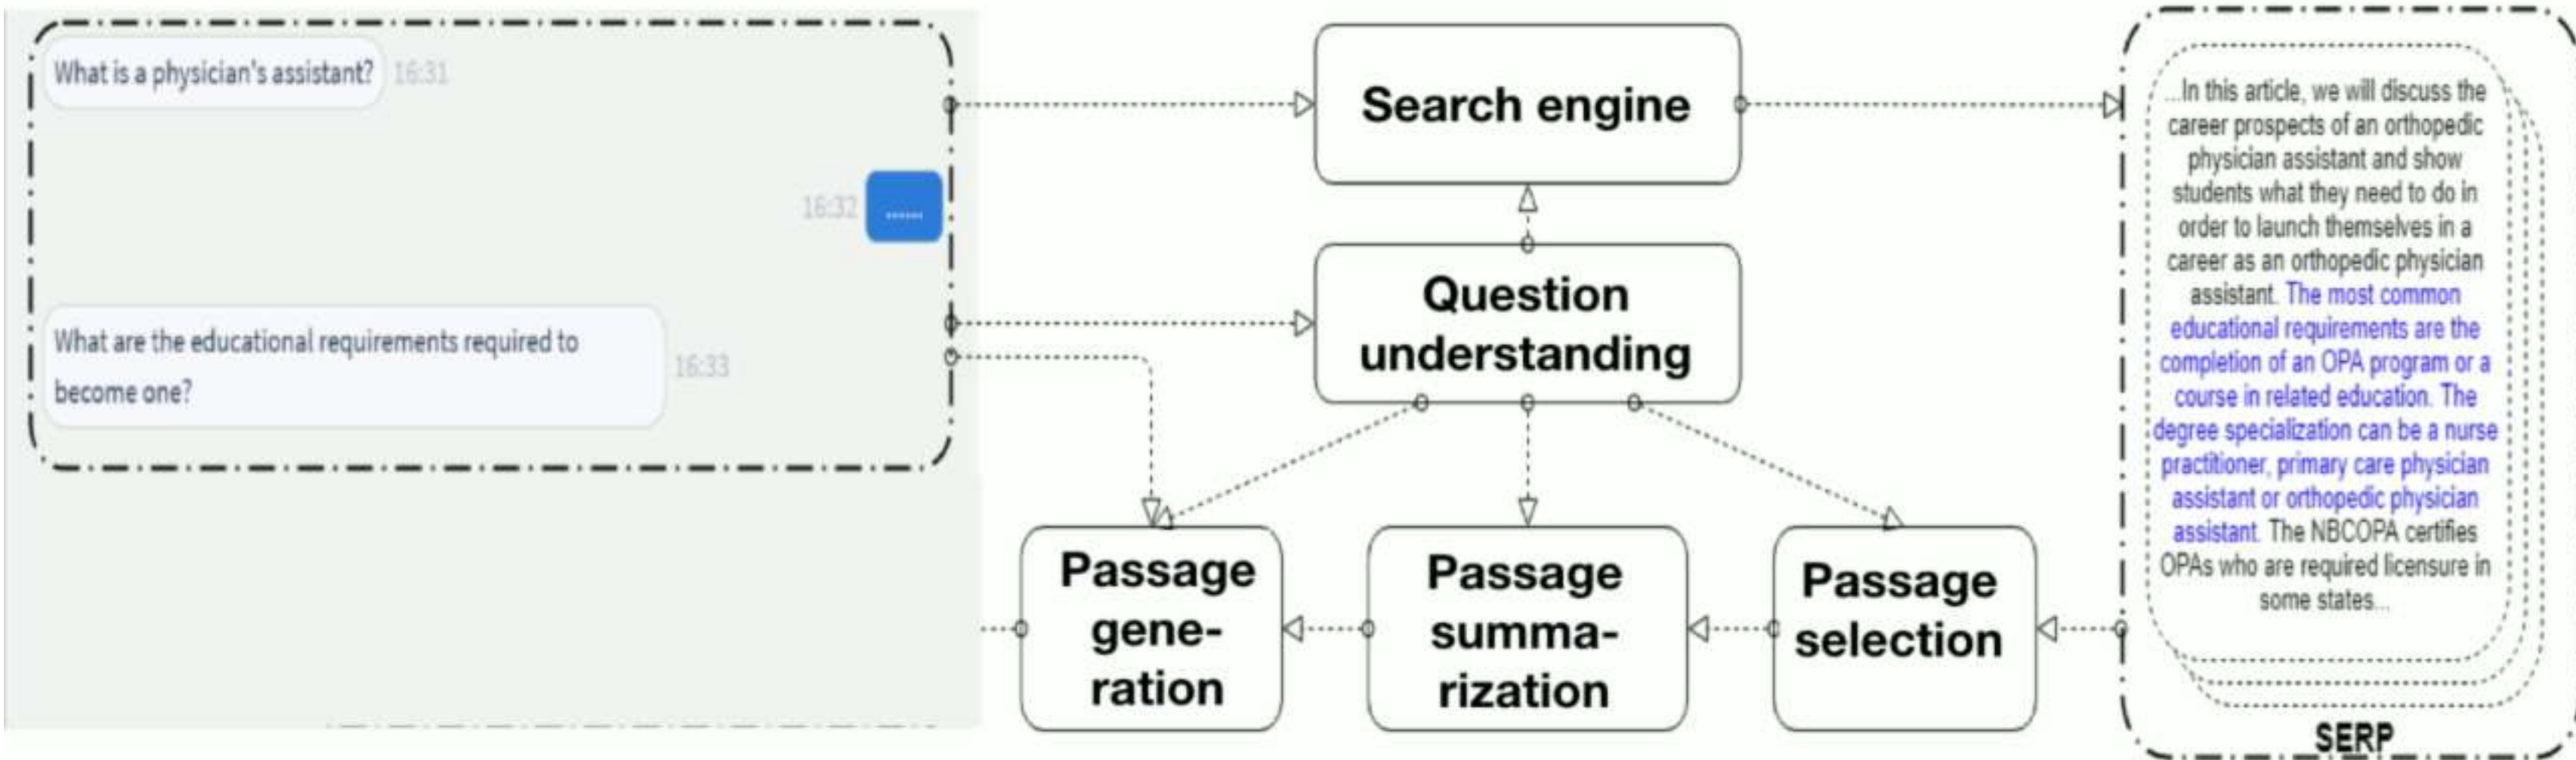 What is a physician's assistant?
16:31
16:32
......
What are the educational requirements required to
become one?
16:33
Search engine
Question
understanding
Passage
gene-
ration
Passage
summa-
rization
Passage
selection
...In this article, we will discuss the
career prospects of an orthopedic
physician assistant and show
students what they need to do in
order to launch themselves in a
career as an orthopedic physician
assistant. The most common
educational requirements are the
completion of an OPA program or a
course in related education. The
degree specialization can be a nurse
practitioner, primary care physician
assistant or orthopedic physician
assistant. The NBCOPA certifies
OPAs who are required licensure in
some states...
SERP